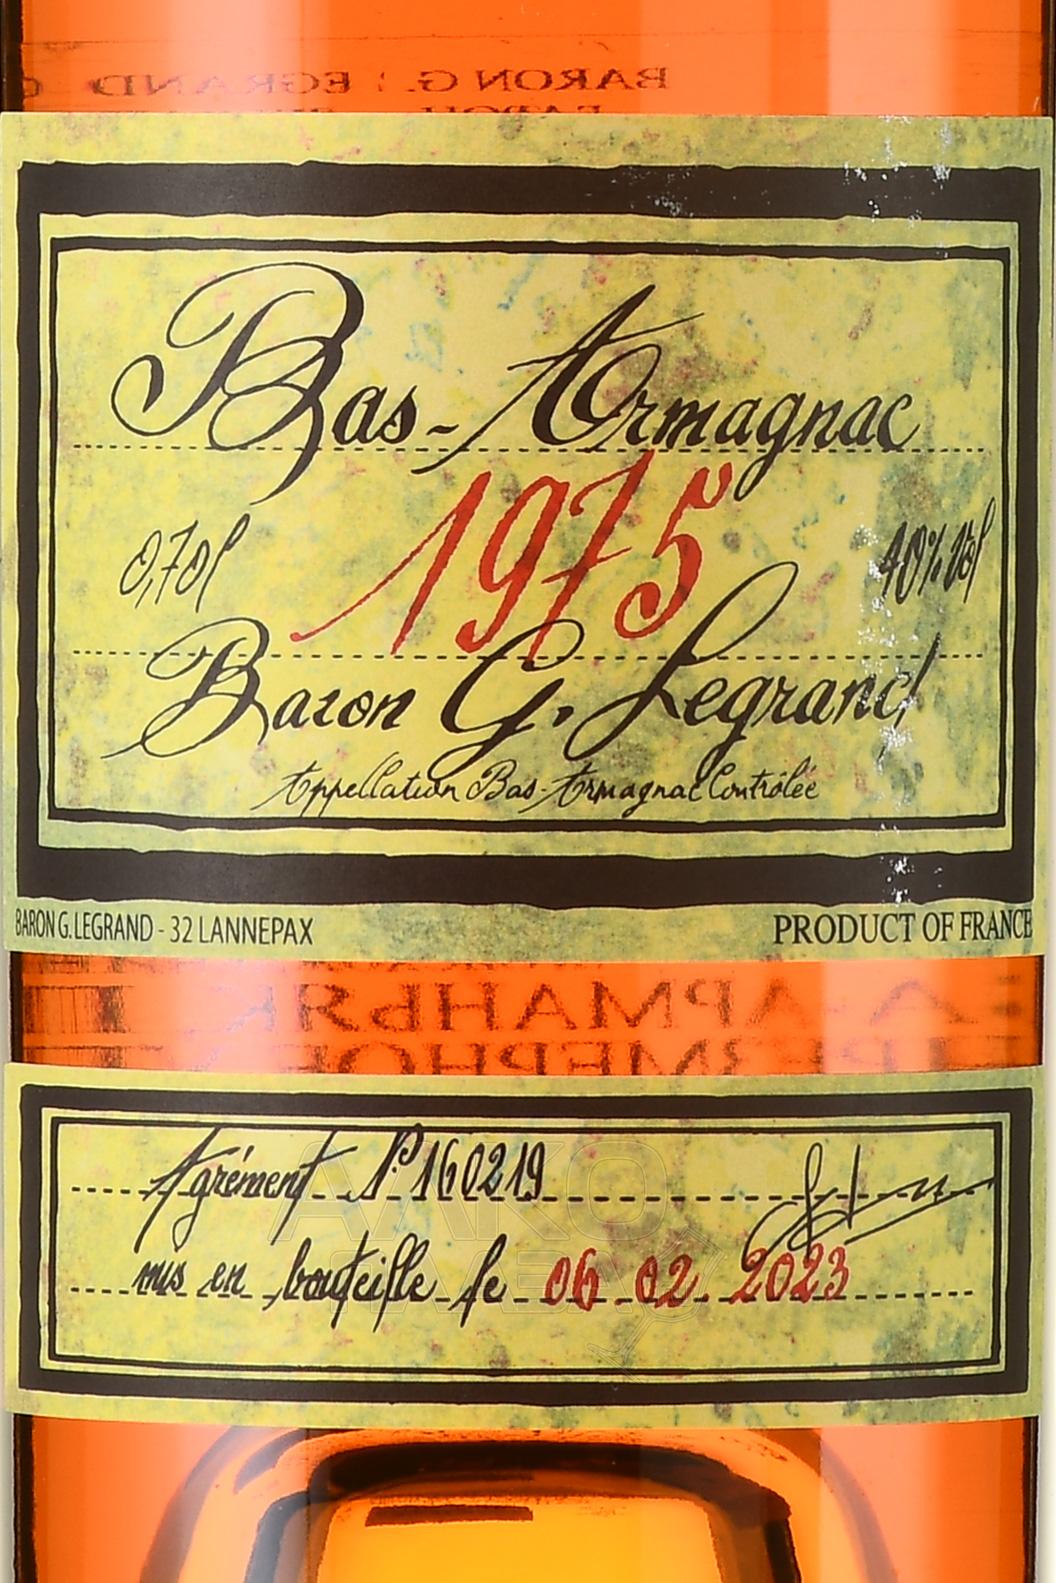 BARON G. LEGRAND
Bas-Armagnac
1975
0,70l
40% Vol
Baron G. Legrand
Appellation Bas-Armagnac Contrôlée
BARON G. LEGRAND - 32 LANNEPAX
PRODUCT OF FRANCE
АРМАНЬЯК
Agrément N° 160219
mis en bouteille le 06.02.2023